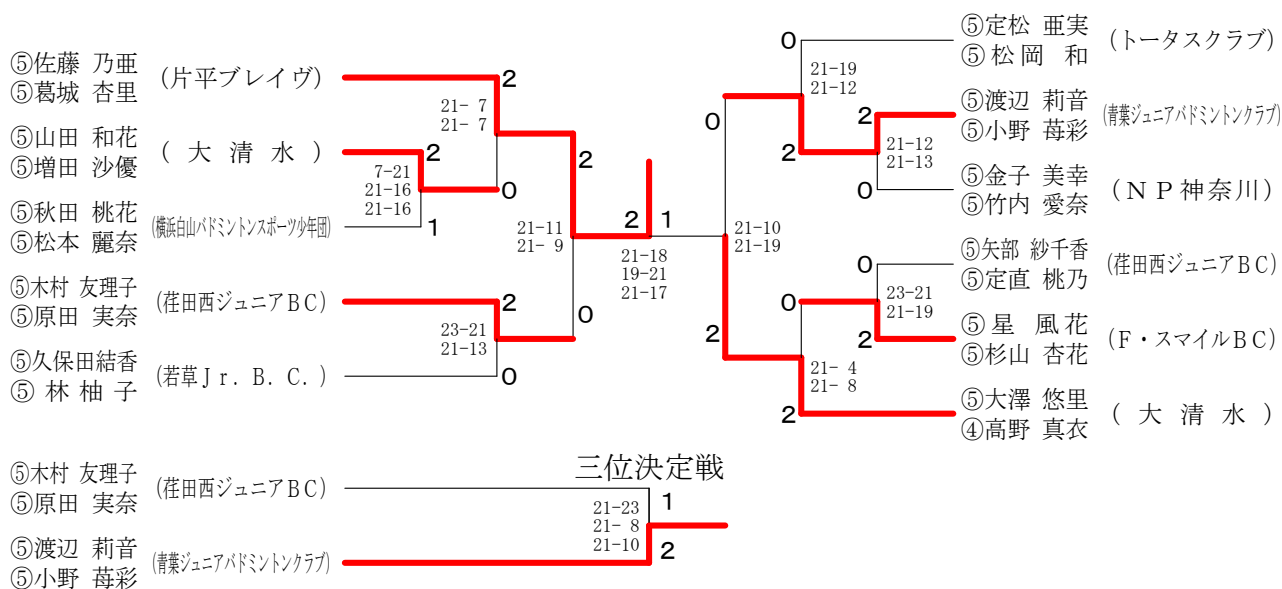 ⑤佐藤 乃亜
⑤葛城 杏里
(片平ブレイヴ)
2
21- 7
21- 7
⑤山田 和花
⑤増田 沙優
(大清水)
2
7-21
21-16
21-16
0
⑤秋田 桃花
⑤松本 麗奈
(横浜白山バドミントンスポーツ少年団)
1
2
21-11
21- 9
0
⑤木村 友理子
⑤原田 実奈
(荏田西ジュニアBC)
2
23-21
21-13
⑤久保田結香
⑤ 林 柚 子
(若草Jr. B. C. )
0
2
1
21-18
19-21
21-17
0
⑤定松 亜実
⑤ 松 岡 和
(トータスクラブ)
21-19
21-12
0
2
⑤渡辺 莉音
⑤小野 苺彩
(青葉ジュニアバドミントンクラブ)
2
21-12
21-13
0
⑤金子 美幸
⑤竹内 愛奈
(NP神奈川)
21-10
21-19
2
0
⑤矢部 紗千香
⑤定直 桃乃
(荏田西ジュニアBC)
0
23-21
21-19
2
⑤ 星 風花
⑤杉山 杏花
(F・スマイルBC)
21- 4
21- 8
2
⑤大澤 悠里
④高野 真衣
(大清水)
三位決定戦
⑤木村 友理子
⑤原田 実奈
(荏田西ジュニアBC)
1
21-23
21- 8
21-10
2
⑤渡辺 莉音
⑤小野 苺彩
(青葉ジュニアバドミントンクラブ)